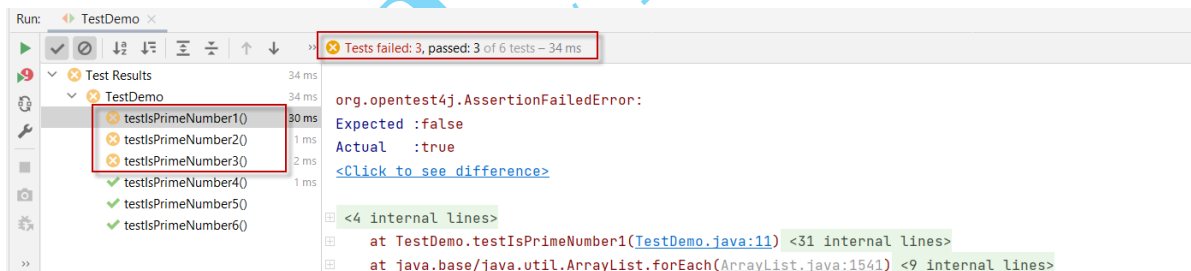 Run: TestDemo
Tests failed: 3, passed: 3 of 6 tests – 34 ms
Test Results 34 ms
TestDemo 34 ms
testIsPrimeNumber1() 30 ms
testIsPrimeNumber2() 1 ms
testIsPrimeNumber3() 2 ms
testIsPrimeNumber4() 1 ms
testIsPrimeNumber5()
testIsPrimeNumber6()
org.opentest4j.AssertionFailedError:
Expected :false
Actual :true
<Click to see difference>
<4 internal lines>
at TestDemo.testIsPrimeNumber1(TestDemo.java:11) <31 internal lines>
at java.base/java.util.ArrayList.forEach(ArrayList.java:1541) <9 internal lines>